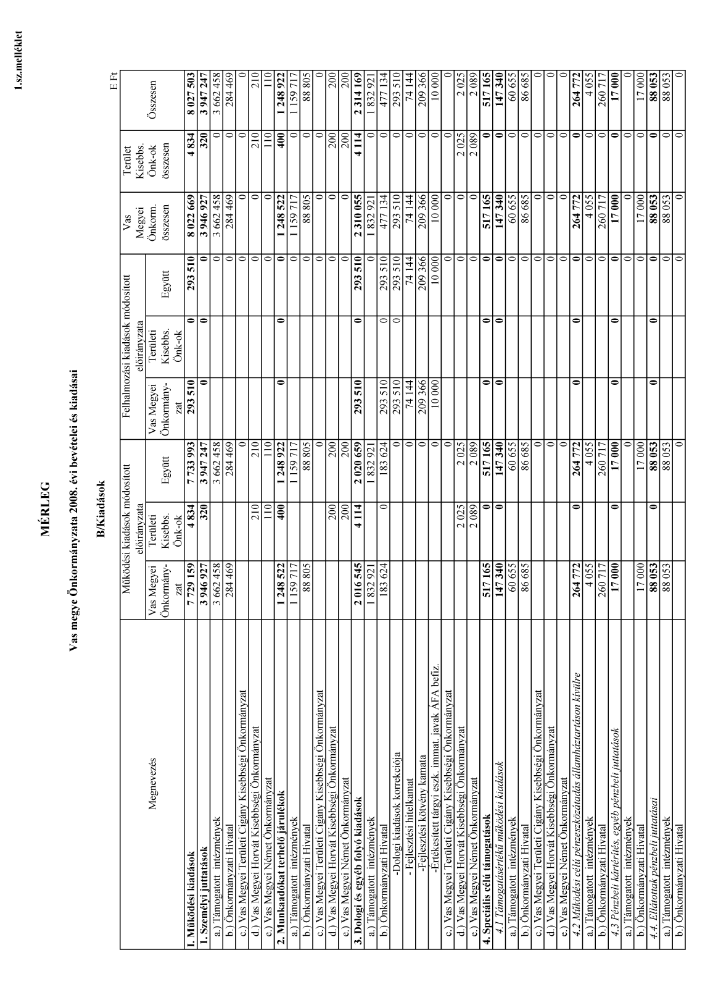 1.sz.melléklet
MÉRLEG
Vas megye Önkormányzata 2008. évi bevételei és kiadásai
B/Kiadások
E Ft
Megnevezés
Működési kiadások módosított
előirányzata
Felhalmozási kiadások módosított
előirányzata
Vas
Megyei
Önkorm.
összesen
Terület
Kisebbs.
Önk-ok
összesen
Összesen
Vas Megyei
Önkormány-
zat
Területi
Kisebbs.
Önk-ok
Együtt
Vas Megyei
Önkormány-
zat
Területi
Kisebbs.
Önk-ok
Együtt
I. Működési kiadások 7 729 159 4 834 7 733 993 293 510 0 293 510 8 022 669 4 834 8 027 503
1. Személyi juttatások 3 946 927 320 3 947 247 0 0 0 3 946 927 320 3 947 247
a.) Támogatott intézmények 3 662 458 3 662 458 0 3 662 458 0 3 662 458
b.) Önkormányzati Hivatal 284 469 284 469 0 284 469 0 284 469
c.) Vas Megyei Területi Cigány Kisebbségi Önkormányzat 0 0 0 0 0
d.) Vas Megyei Horvát Kisebbségi Önkormányzat 210 210 0 0 210 210
e.) Vas Megyei Német Önkormányzat 110 110 0 0 110 110
2. Munkaadókat terhelő járulékok 1 248 522 400 1 248 922 0 0 0 1 248 522 400 1 248 922
a.) Támogatott intézmények 1 159 717 1 159 717 0 1 159 717 0 1 159 717
b.) Önkormányzati Hivatal 88 805 88 805 0 88 805 0 88 805
c.) Vas Megyei Területi Cigány Kisebbségi Önkormányzat 0 0 0 0 0
d.) Vas Megyei Horvát Kisebbségi Önkormányzat 200 200 0 0 200 200
e.) Vas Megyei Német Önkormányzat 200 200 0 0 200 200
3. Dologi és egyéb folyó kiadások 2 016 545 4 114 2 020 659 293 510 0 293 510 2 310 055 4 114 2 314 169
a.) Támogatott intézmények 1 832 921 1 832 921 0 1 832 921 0 1 832 921
b.) Önkormányzati Hivatal 183 624 0 183 624 293 510 0 293 510 477 134 0 477 134
-Dologi kiadások korrekciója 0 293 510 0 293 510 293 510 0 293 510
- Fejlesztési hitelkamat 0 74 144 74 144 74 144 0 74 144
-Fejlesztési kötvény kamata 0 209 366 209 366 209 366 0 209 366
-Értékesített tárgyi eszk. immat. javak ÁFA befiz. 0 10 000 10 000 10 000 0 10 000
c.) Vas Megyei Területi Cigány Kisebbségi Önkormányzat 0 0 0 0 0
d.) Vas Megyei Horvát Kisebbségi Önkormányzat 2 025 2 025 0 0 2 025 2 025
e.) Vas Megyei Német Önkormányzat 2 089 2 089 0 0 2 089 2 089
4. Speciális célú támogatások 517 165 0 517 165 0 0 0 517 165 0 517 165
4.1 Támogatásértékű működési kiadások 147 340 0 147 340 0 0 0 147 340 0 147 340
a.) Támogatott intézmények 60 655 60 655 0 60 655 0 60 655
b.) Önkormányzati Hivatal 86 685 86 685 0 86 685 0 86 685
c.) Vas Megyei Területi Cigány Kisebbségi Önkormányzat 0 0 0 0 0
d.) Vas Megyei Horvát Kisebbségi Önkormányzat 0 0 0 0 0
e.) Vas Megyei Német Önkormányzat 0 0 0 0 0
4.2 Működési célú pénzeszközátadás államháztartáson kívülre 264 772 0 264 772 0 0 0 264 772 0 264 772
a.) Támogatott intézmények 4 055 4 055 0 4 055 0 4 055
b.) Önkormányzati Hivatal 260 717 260 717 0 260 717 0 260 717
4.3 Pénzbeli kártérítés, egyéb pénzbeli juttatások 17 000 0 17 000 0 0 0 17 000 0 17 000
a.) Támogatott intézmények 0 0 0 0 0
b.) Önkormányzati Hivatal 17 000 17 000 0 17 000 0 17 000
4.4. Ellátottak pénzbeli juttatásai 88 053 0 88 053 0 0 0 88 053 0 88 053
a.) Támogatott intézmények 88 053 88 053 0 88 053 0 88 053
b.) Önkormányzati Hivatal 0 0 0 0 0